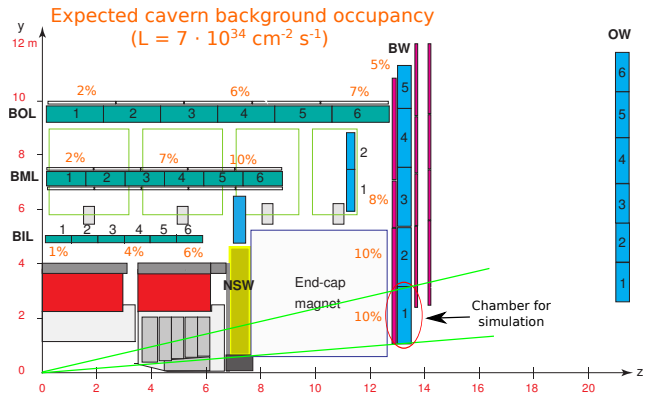 Expected cavern background occupancy
(L = 7 · 10³⁴ cm⁻² s⁻¹)
y
12 m
BW
OW
5%
2%
6%
7%
10
BOL
1 2 3 4 5 6
5
6
5
4
3
2
1
4
3
2
1
8
2%
7%
10%
2
1
BML
1 2 3 4 5 6
8%
6
BIL
1 2 3 4 5 6
1%
4%
6%
10%
4
NSW
End-cap
magnet
10%
Chamber for
simulation
2
0
z
0 2 4 6 8 10 12 14 16 18 20